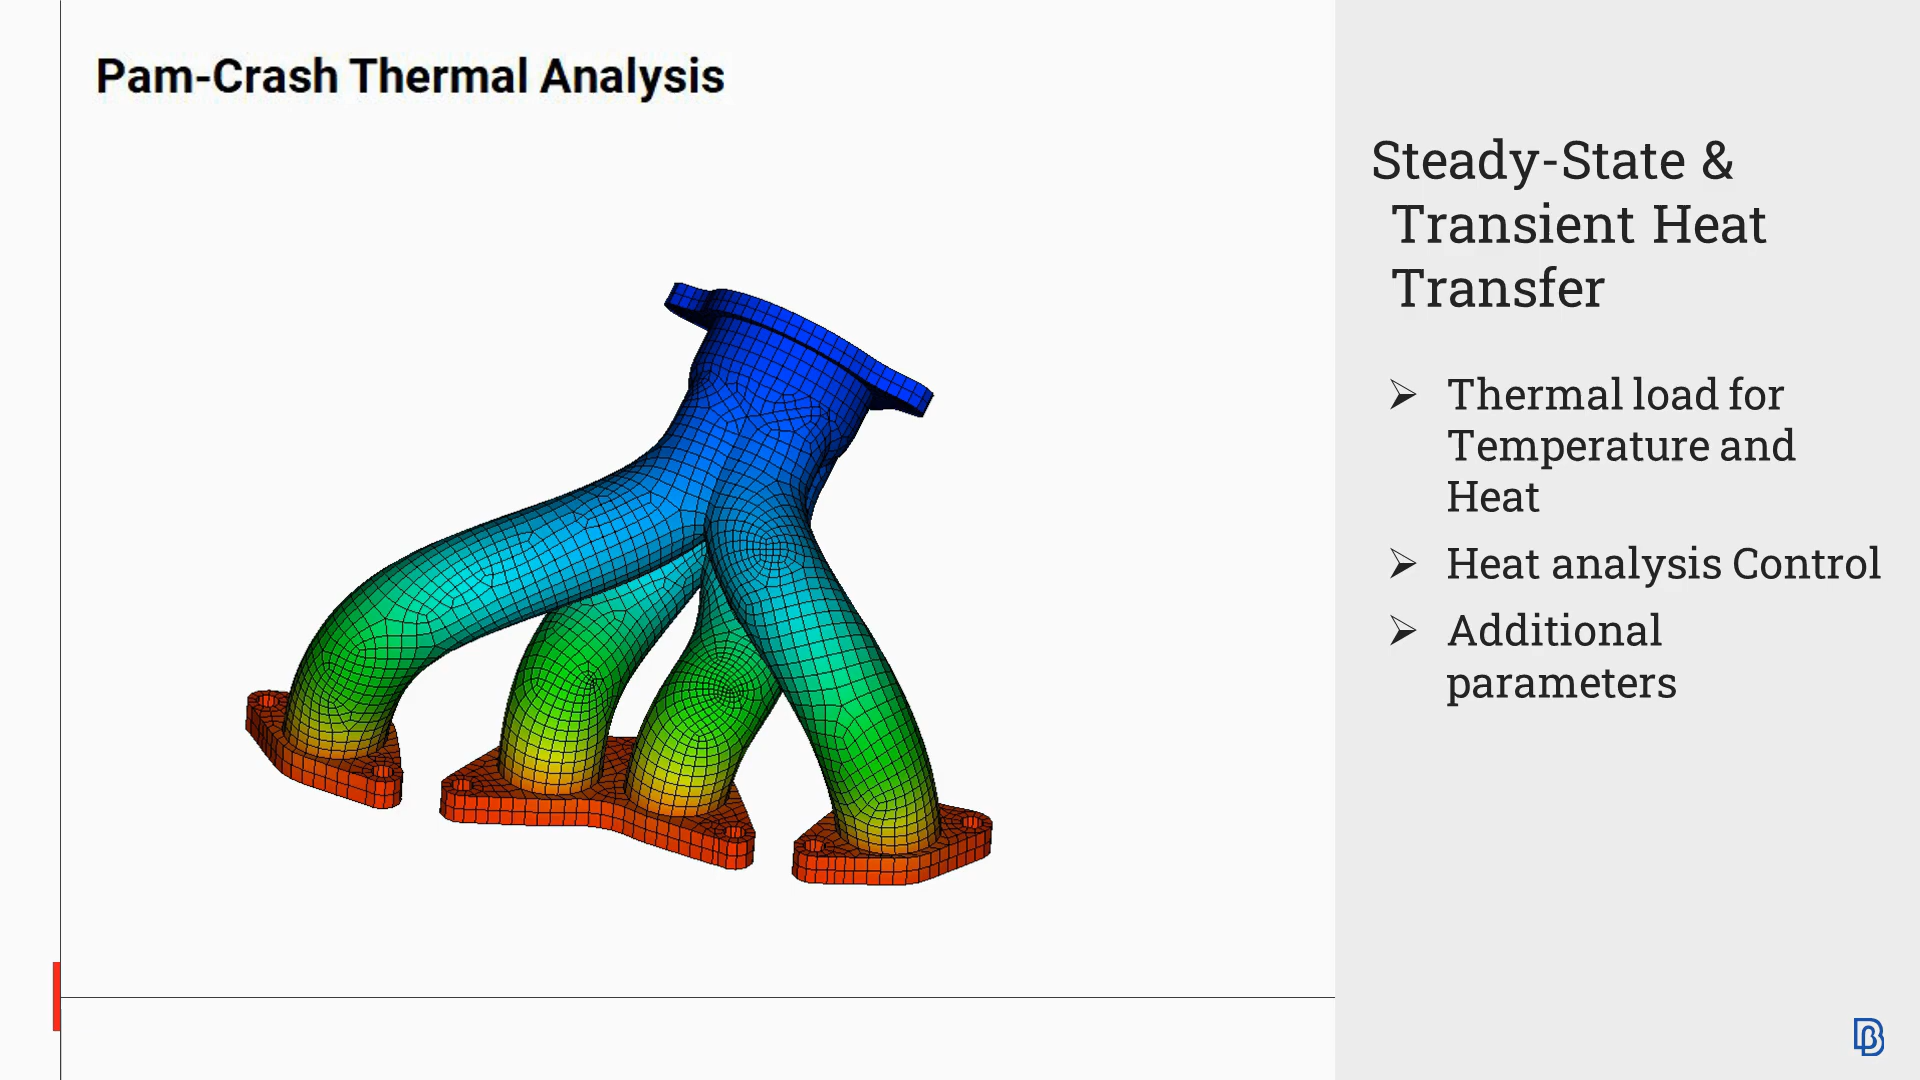 Pam-Crash Thermal Analysis
Steady-State &
Transient Heat
Transfer
Thermal load for
Temperature and
Heat
Heat analysis Control
Additional
parameters